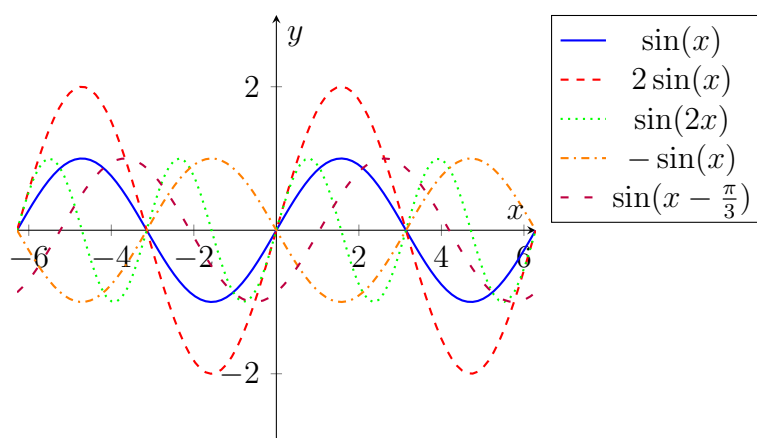 y
2
x
−6 −4 −2 2 4 6
−2
sin(x)
2 sin(x)
sin(2x)
− sin(x)
sin(x − π/3)